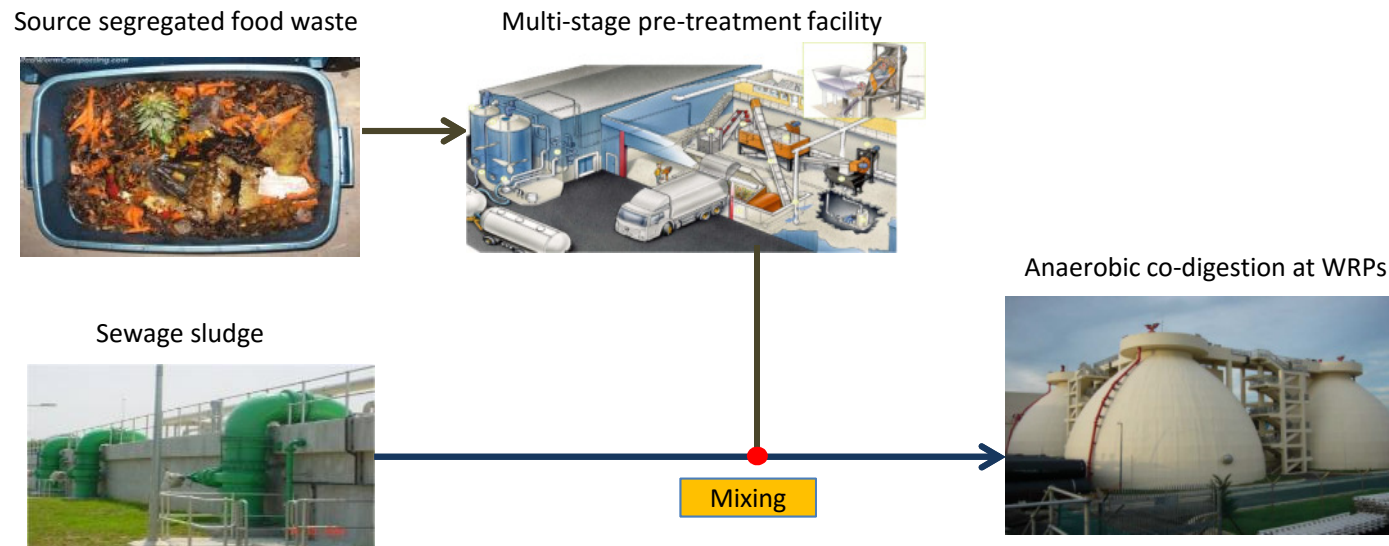 Source segregated food waste
Multi-stage pre-treatment facility
Anaerobic co-digestion at WRPs
Sewage sludge
Mixing